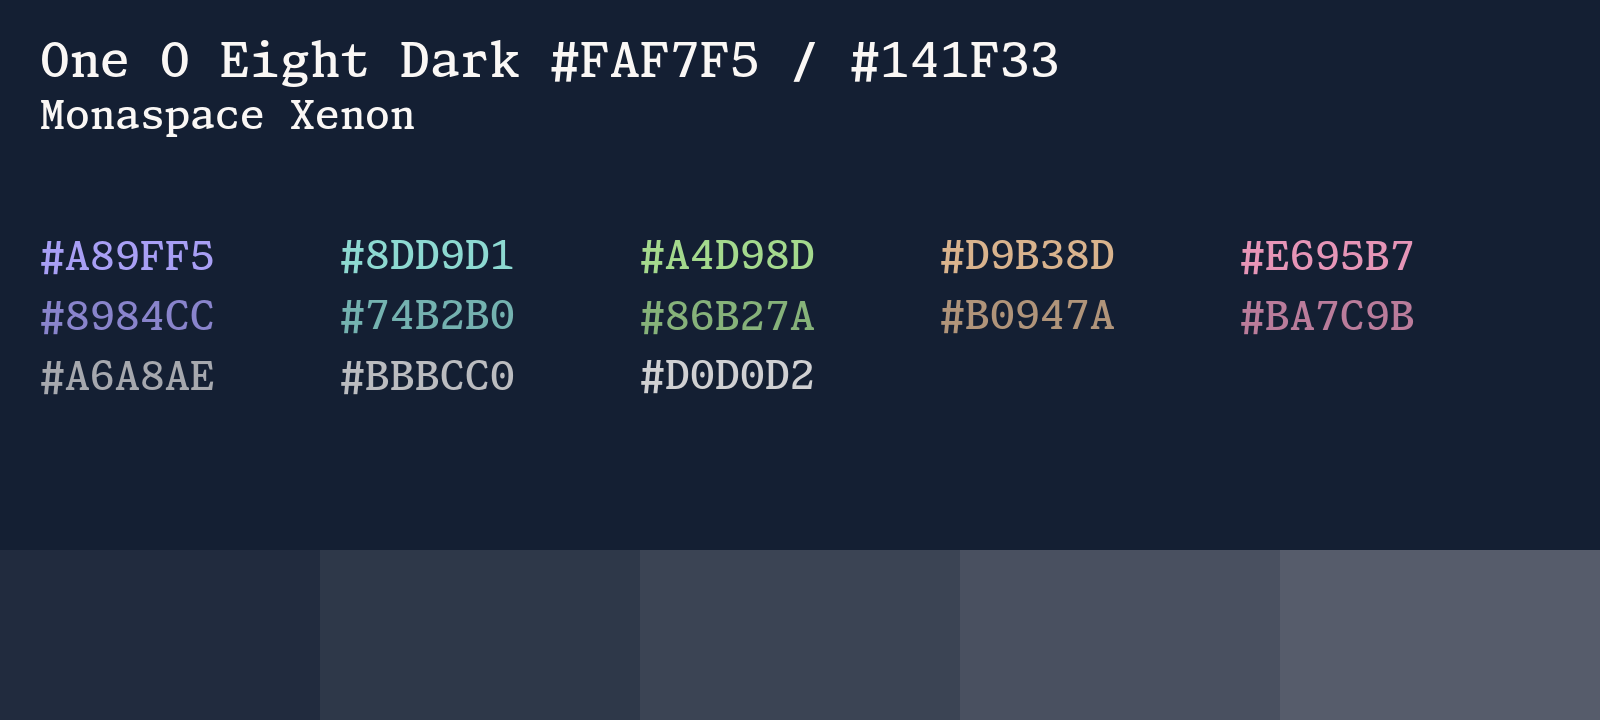 One O Eight Dark #FAF7F5 / #141F33
Monaspace Xenon
#A89FF5 #8DD9D1 #A4D98D #D9B38D #E695B7
#8984CC #74B2B0 #86B27A #B0947A #BA7C9B
#A6A8AE #BBBCC0 #D0D0D2